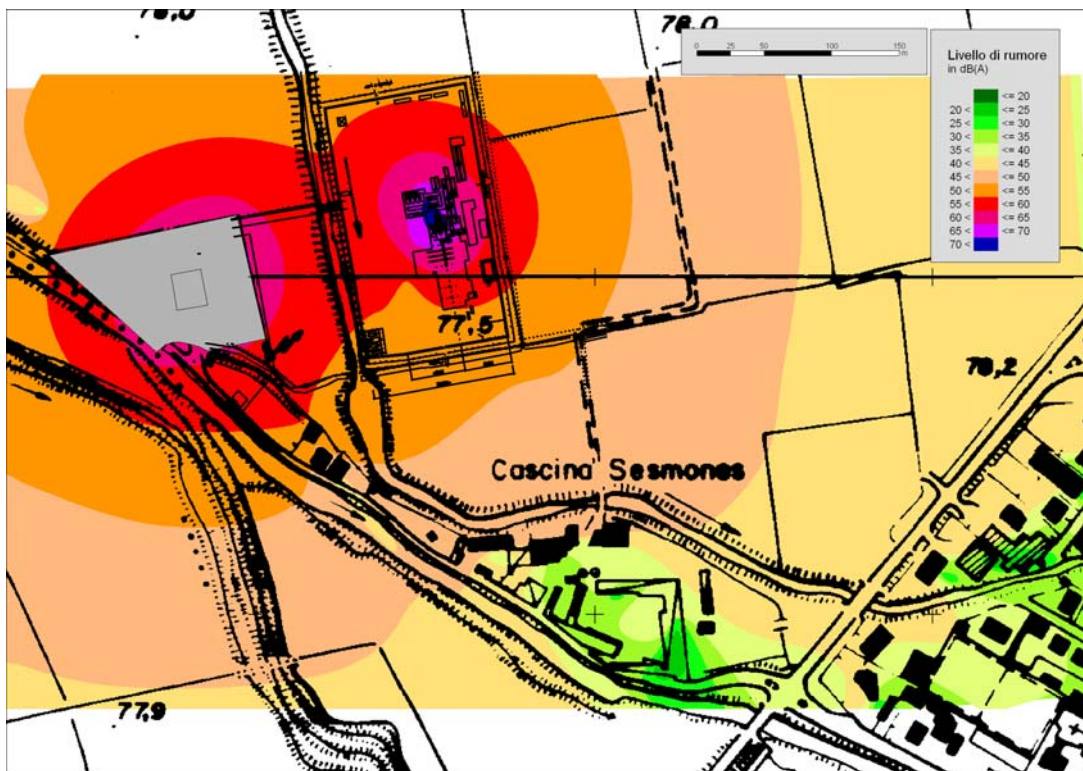 78,0
78,0
0 25 50 100 150
m
Livello di rumore
in dB(A)
<= 20
20 < <= 25
25 < <= 30
30 < <= 35
35 < <= 40
40 < <= 45
45 < <= 50
50 < <= 55
55 < <= 60
60 < <= 65
65 < <= 70
70 <
77,5
78,2
Cascina Sesmones
77,9